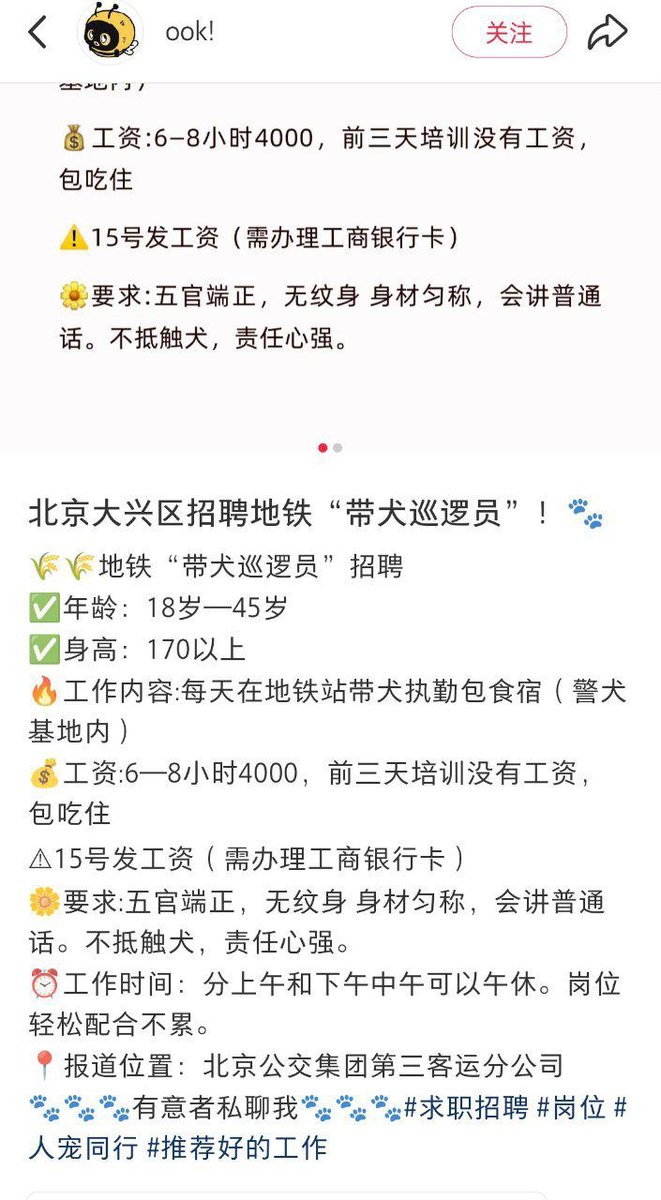 ook!
关注
基地内）
💰工资:6—8小时4000，前三天培训没有工资，
包吃住
⚠️15号发工资（需办理工商银行卡）
🌼要求:五官端正，无纹身 身材匀称，会讲普通
话。不抵触犬，责任心强。
北京大兴区招聘地铁“带犬巡逻员”！🐾
🌾🌾地铁“带犬巡逻员”招聘
✅年龄：18岁—45岁
✅身高：170以上
🔥工作内容:每天在地铁站带犬执勤包食宿（警犬
基地内）
💰工资:6—8小时4000，前三天培训没有工资，
包吃住
⚠15号发工资（需办理工商银行卡）
🌼要求:五官端正，无纹身 身材匀称，会讲普通
话。不抵触犬，责任心强。
⏰工作时间：分上午和下午中午可以午休。岗位
轻松配合不累。
📍报道位置：北京公交集团第三客运分公司
🐾🐾🐾有意者私聊我🐾🐾🐾#求职招聘 #岗位 #
人宠同行 #推荐好的工作